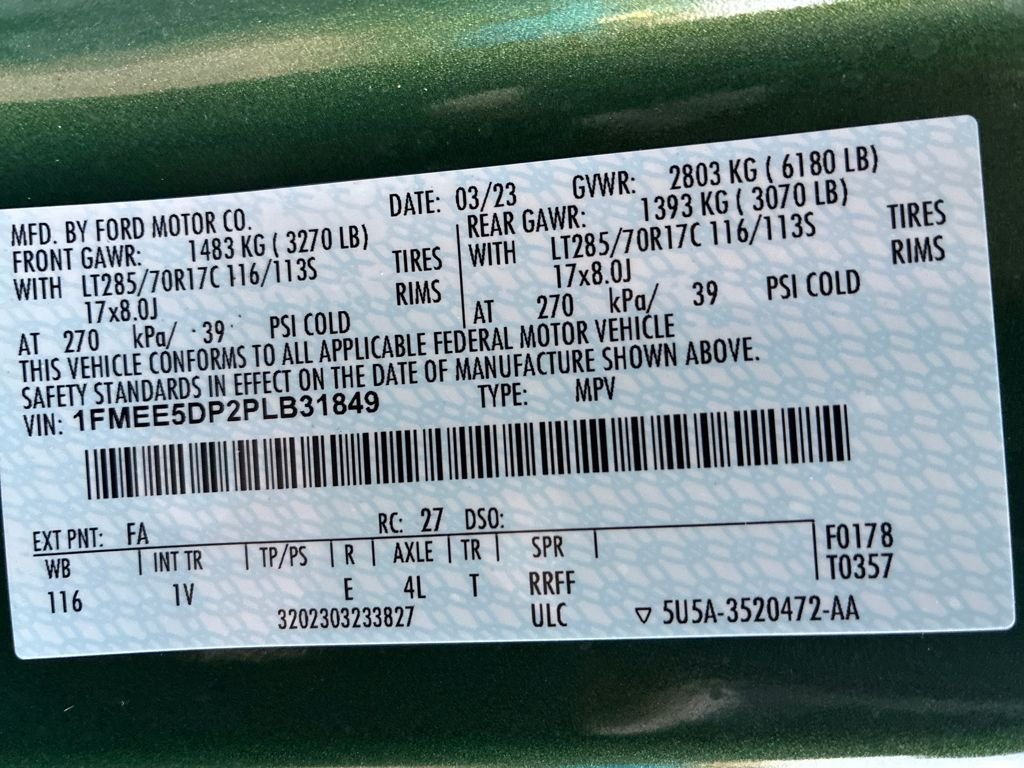 MFD. BY FORD MOTOR CO. DATE: 03/23 GVWR: 2803 KG ( 6180 LB)
FRONT GAWR: 1483 KG ( 3270 LB) REAR GAWR: 1393 KG ( 3070 LB)
WITH LT285/70R17C 116/113S TIRES WITH LT285/70R17C 116/113S TIRES
17x8.0J RIMS 17x8.0J RIMS
AT 270 kPa/ 39 PSI COLD AT 270 kPa/ 39 PSI COLD
THIS VEHICLE CONFORMS TO ALL APPLICABLE FEDERAL MOTOR VEHICLE
SAFETY STANDARDS IN EFFECT ON THE DATE OF MANUFACTURE SHOWN ABOVE.
VIN: 1FMEE5DP2PLB31849 TYPE: MPV
EXT PNT: FA RC: 27 DSO:
WB INT TR TP/PS R AXLE TR SPR F0178
116 1V E 4L T RRFF T0357
3202303233827 ULC ▽ 5U5A-3520472-AA